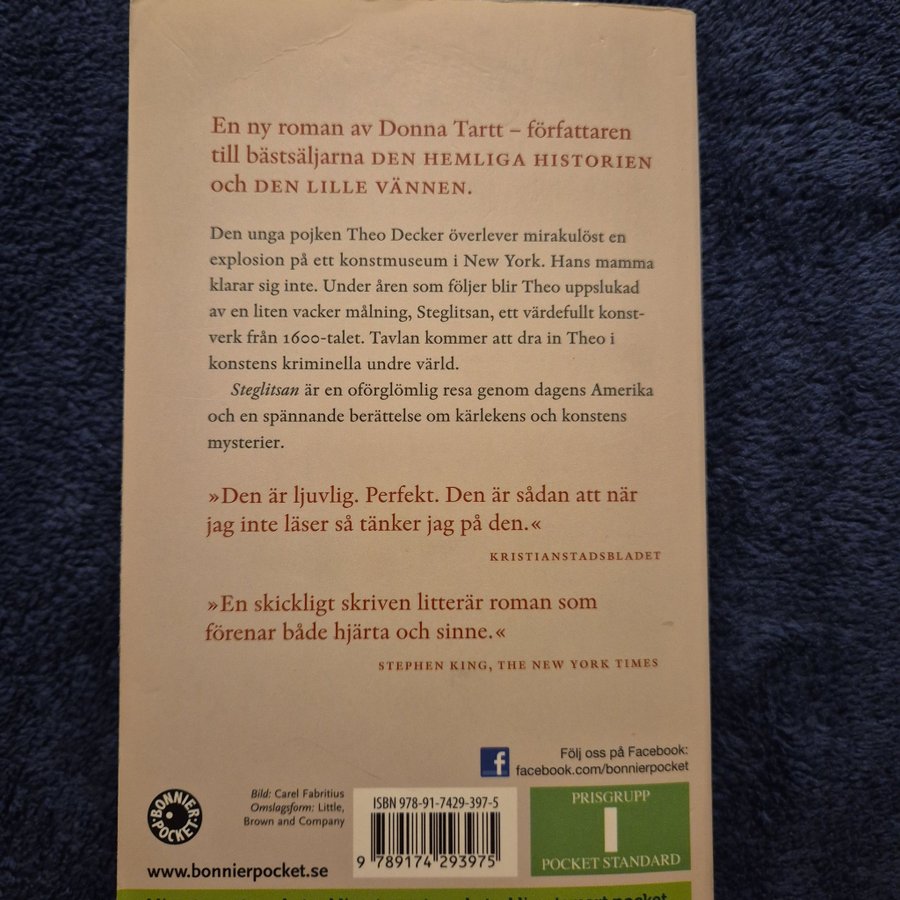 En ny roman av Donna Tartt – författaren
till bästsäljarna DEN HEMLIGA HISTORIEN
och DEN LILLE VÄNNEN.
Den unga pojken Theo Decker överlever mirakulöst en
explosion på ett konstmuseum i New York. Hans mamma
klarar sig inte. Under åren som följer blir Theo uppslukad
av en liten vacker målning, Steglitsan, ett värdefullt konst-
verk från 1600-talet. Tavlan kommer att dra in Theo i
konstens kriminella undre värld.
Steglitsan är en oförglömlig resa genom dagens Amerika
och en spännande berättelse om kärlekens och konstens
mysterier.
»Den är ljuvlig. Perfekt. Den är sådan att när
jag inte läser så tänker jag på den.«
KRISTIANSTADSBLADET
»En skickligt skriven litterär roman som
förenar både hjärta och sinne.«
STEPHEN KING, THE NEW YORK TIMES
Följ oss på Facebook:
facebook.com/bonnierpocket
BONNIER POCKET
Bild: Carel Fabritius
Omslagsform: Little,
Brown and Company
www.bonnierpocket.se
ISBN 978-91-7429-397-5
9 789174 293975
PRISGRUPP
1
POCKET STANDARD